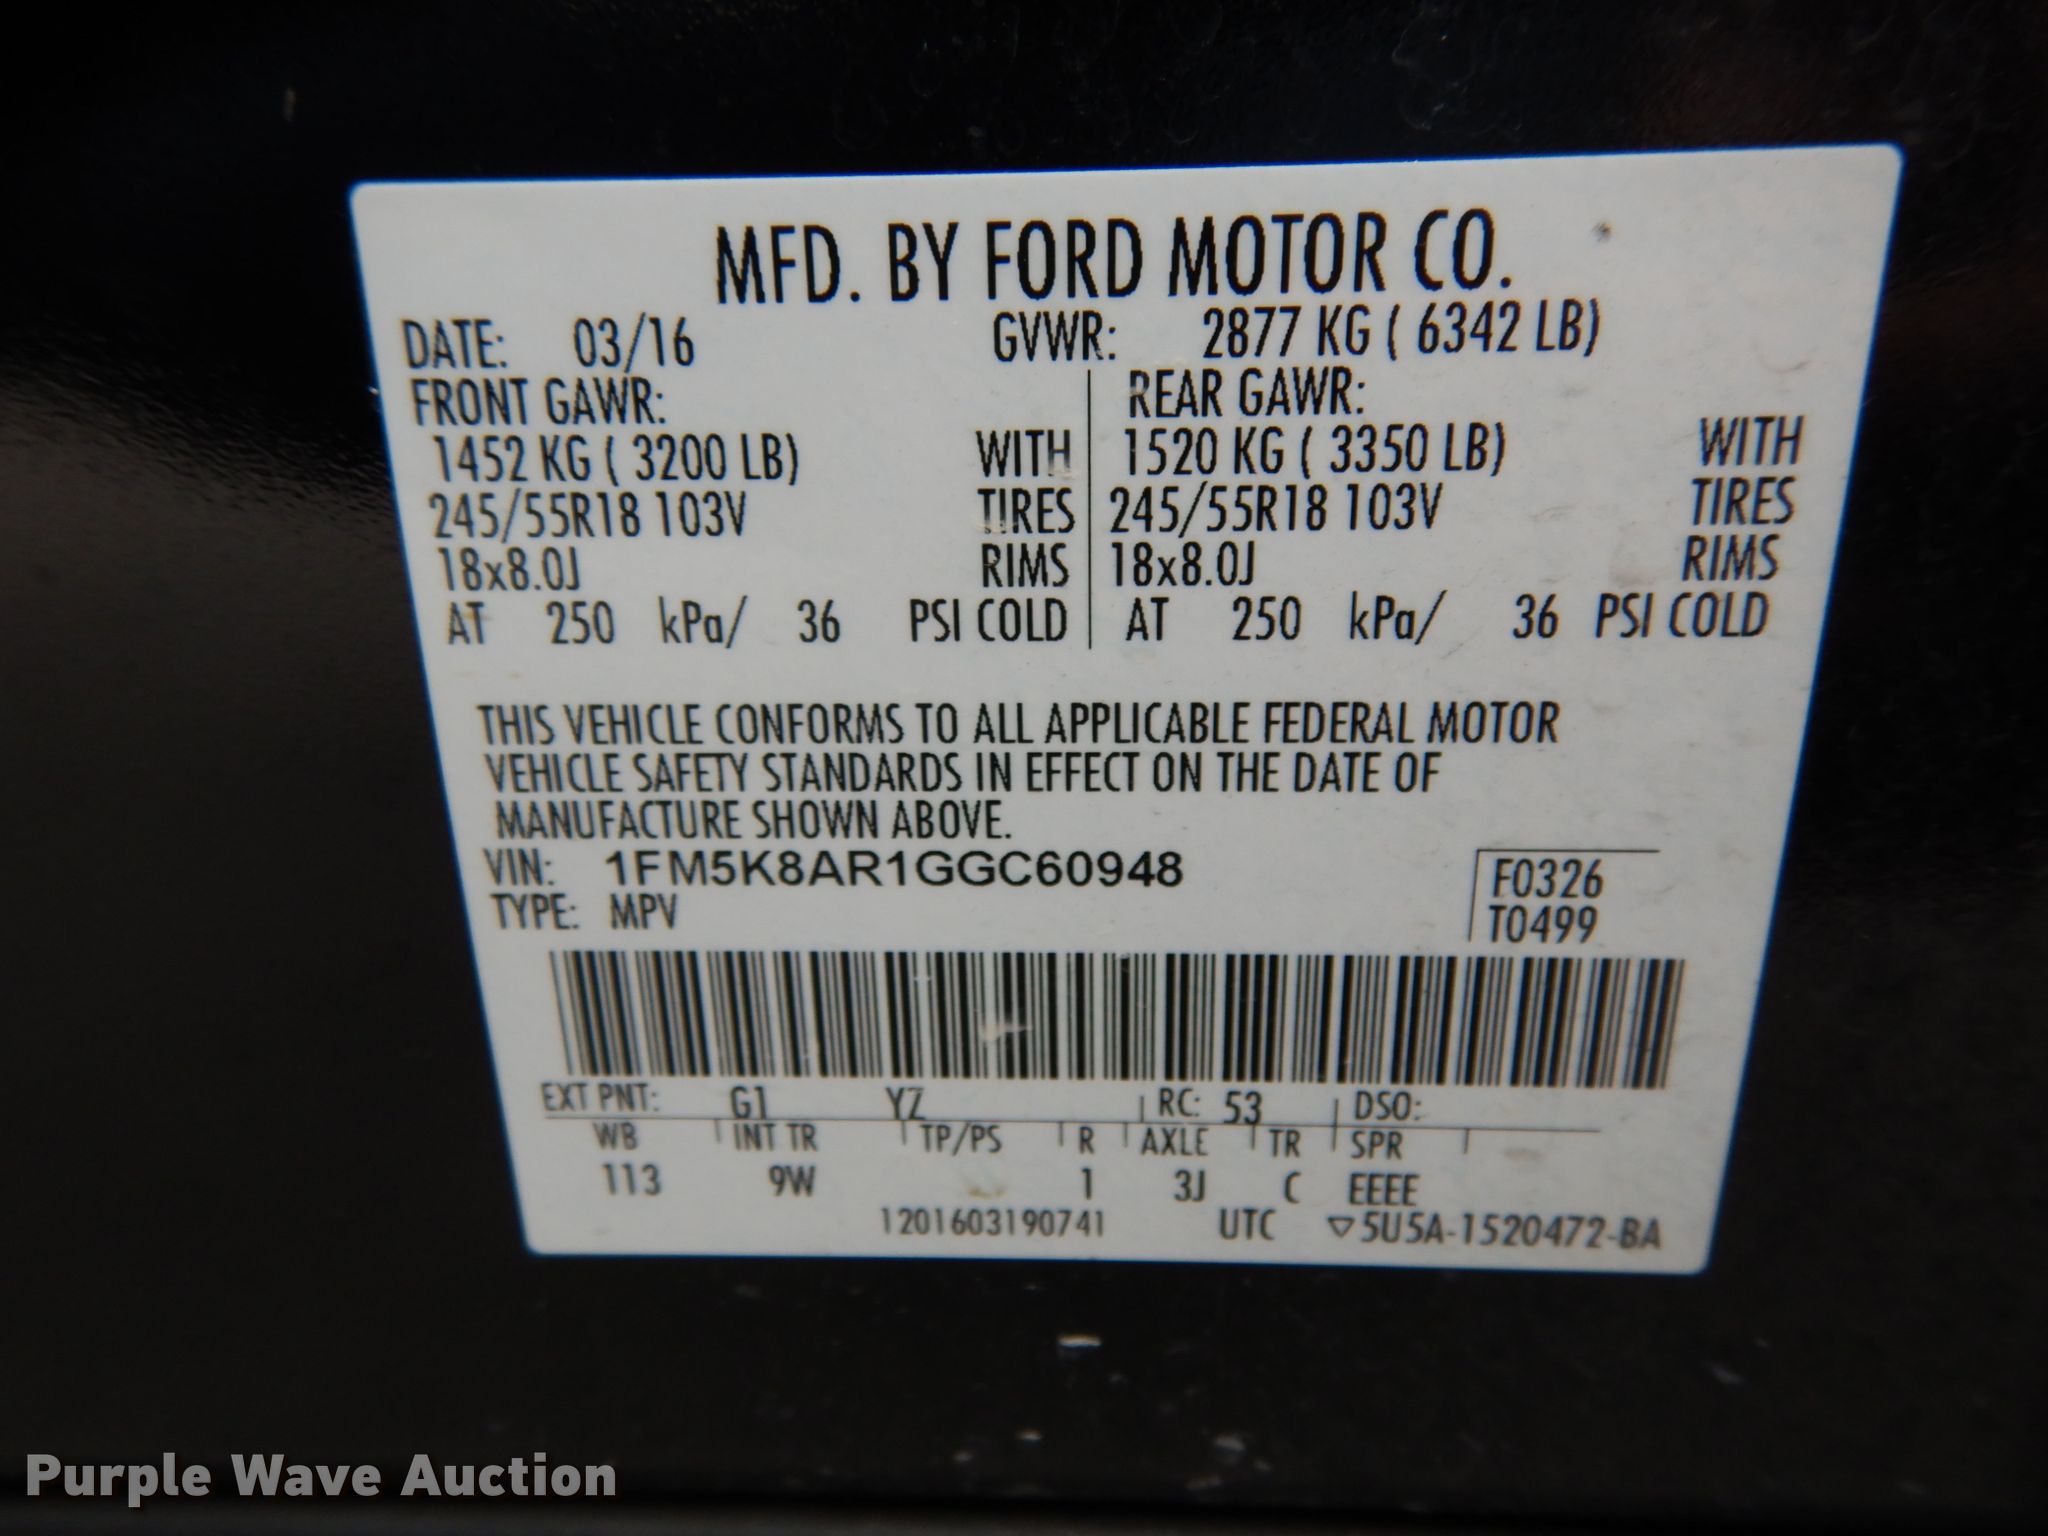 MFD. BY FORD MOTOR CO.
DATE: 03/16 GVWR: 2877 KG ( 6342 LB)
FRONT GAWR: REAR GAWR:
1452 KG ( 3200 LB) WITH 1520 KG ( 3350 LB) WITH
245/55R18 103V TIRES 245/55R18 103V TIRES
18x8.0J RIMS 18x8.0J RIMS
AT 250 kPa/ 36 PSI COLD AT 250 kPa/ 36 PSI COLD
THIS VEHICLE CONFORMS TO ALL APPLICABLE FEDERAL MOTOR
VEHICLE SAFETY STANDARDS IN EFFECT ON THE DATE OF
MANUFACTURE SHOWN ABOVE.
VIN: 1FM5K8AR1GGC60948 F0326
TYPE: MPV T0499
EXT PNT: G1 YZ RC: 53 DSO:
WB INT TR TP/PS R AXLE TR SPR
113 9W 1 3J C EEEE
1201603190741 UTC ▽5U5A-1520472-BA
Purple Wave Auction